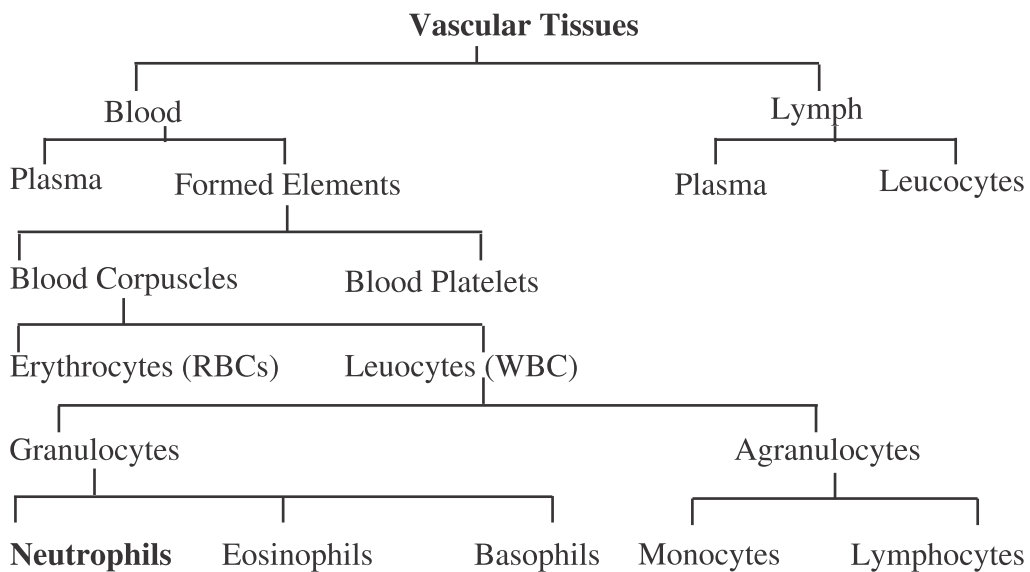 Vascular Tissues
Blood Lymph
Plasma Formed Elements Plasma Leucocytes
Blood Corpuscles Blood Platelets
Erythrocytes (RBCs) Leuocytes (WBC)
Granulocytes Agranulocytes
Neutrophils Eosinophils Basophils Monocytes Lymphocytes